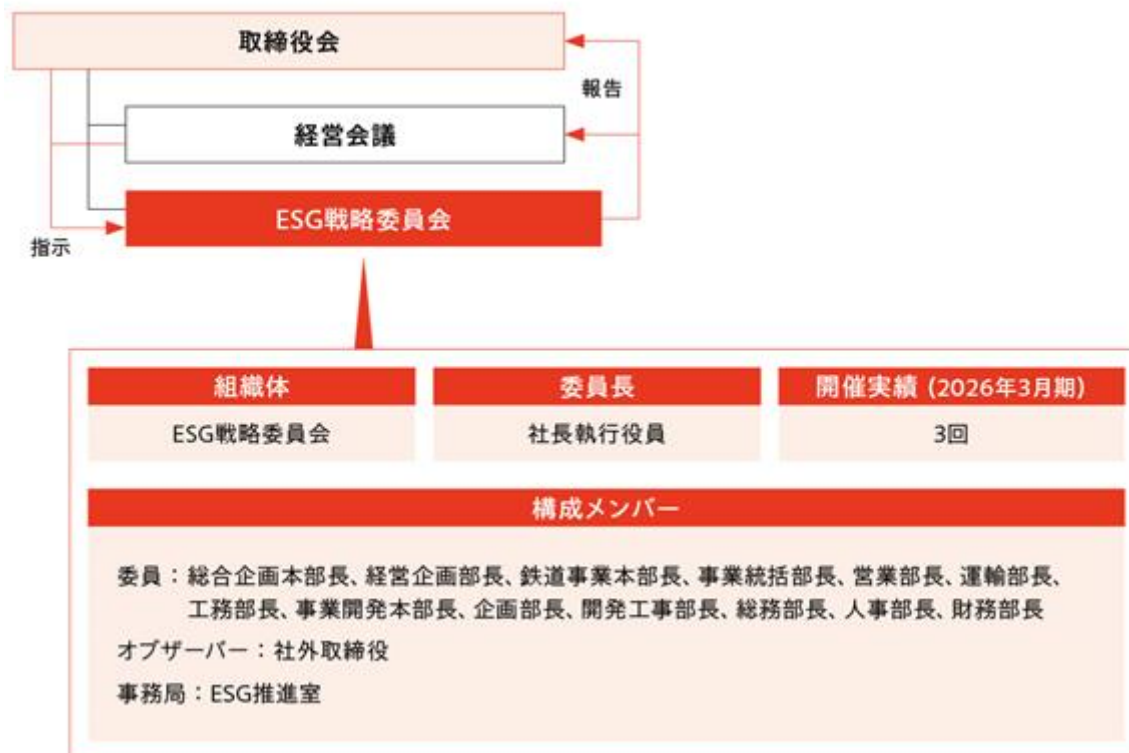 取締役会
報告
経営会議
ESG戦略委員会
指示
組織体
委員長
開催実績 (2026年3月期)
ESG戦略委員会
社長執行役員
3回
構成メンバー
委員：総合企画本部長、経営企画部長、鉄道事業本部長、事業統括部長、営業部長、運輸部長、
工務部長、事業開発本部長、企画部長、開発工事部長、総務部長、人事部長、財務部長
オブザーバー：社外取締役
事務局：ESG推進室